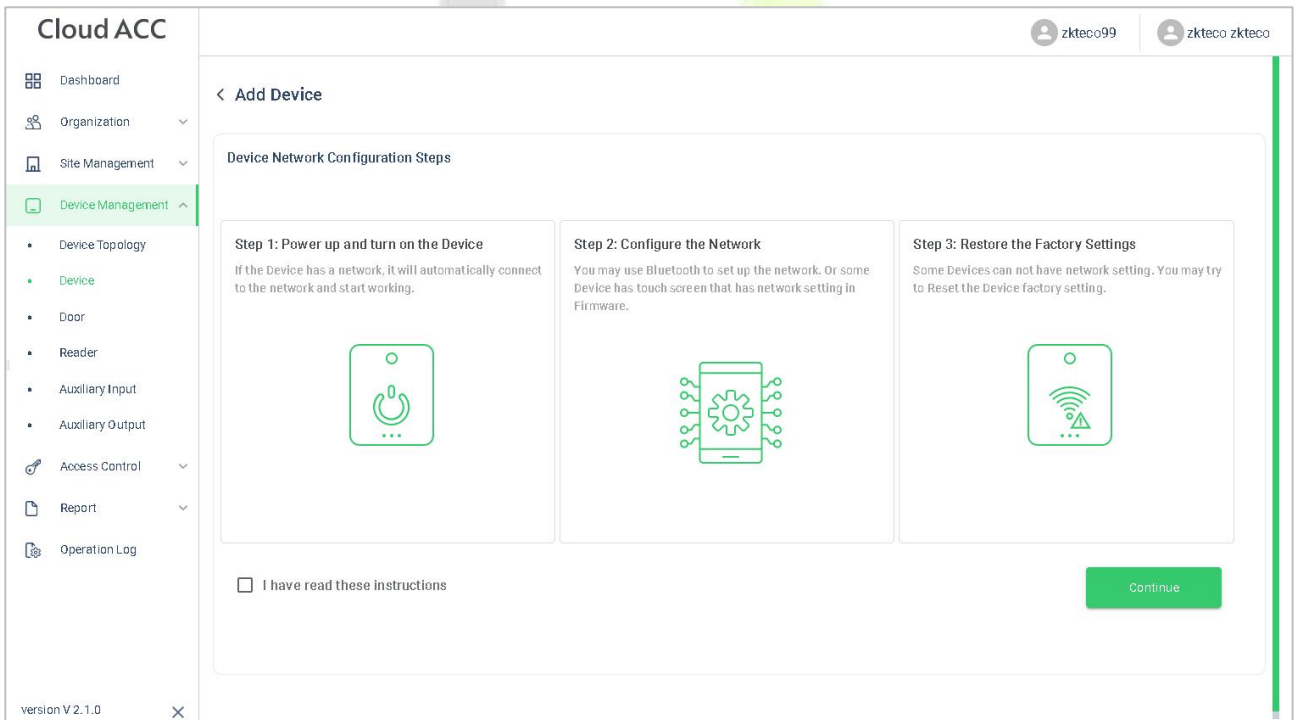 Cloud ACC
zkteco99
zkteco zkteco
Dashboard
Organization
Site Management
Device Management
Device Topology
Device
Door
Reader
Auxiliary Input
Auxiliary Output
Access Control
Report
Operation Log
version V 2.1.0
Add Device
Device Network Configuration Steps
Step 1: Power up and turn on the Device
If the Device has a network, it will automatically connect
to the network and start working.
Step 2: Configure the Network
You may use Bluetooth to set up the network. Or some
Device has touch screen that has network setting in
Firmware.
Step 3: Restore the Factory Settings
Some Devices can not have network setting. You may try
to Reset the Device factory setting.
I have read these instructions
Continue